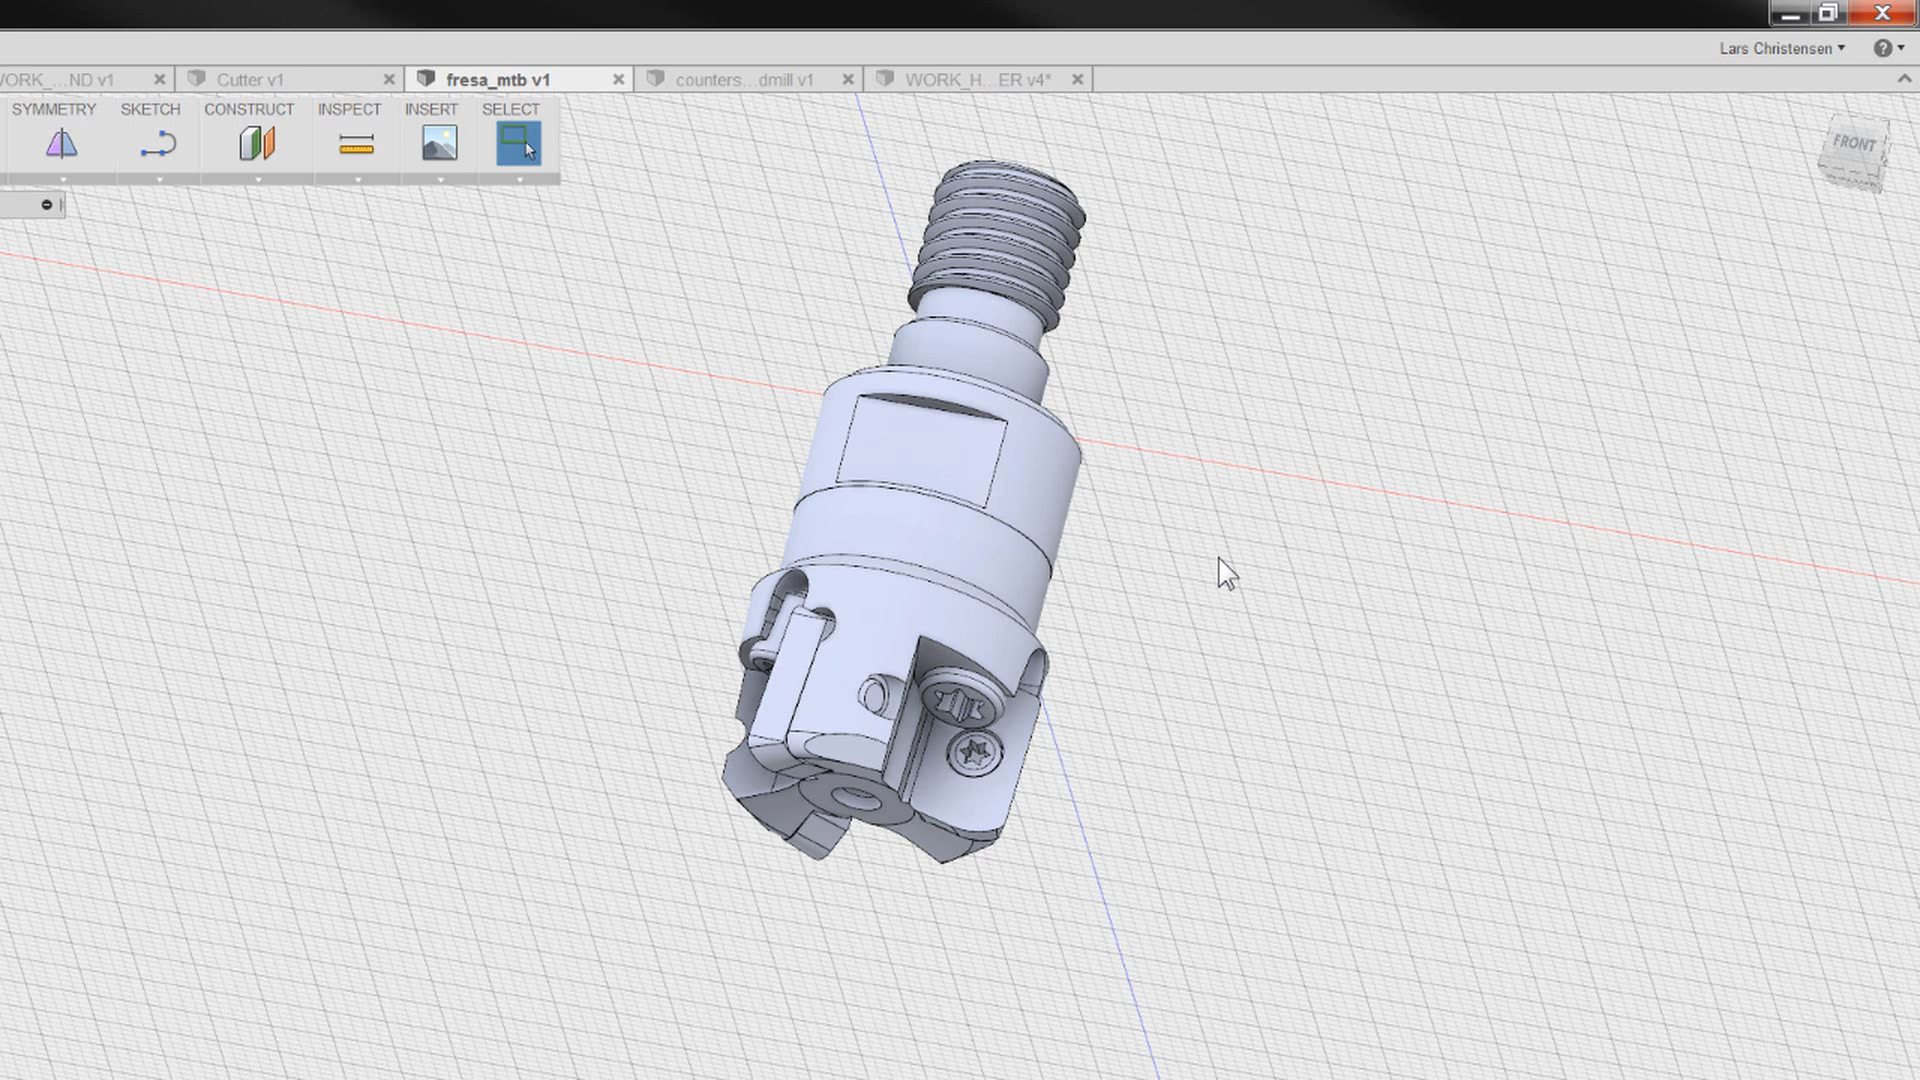 Lars Christensen
WORK_...ND v1
Cutter v1
fresa_mtb v1
counters...dmill v1
WORK_H...ER v4*
SYMMETRY
SKETCH
CONSTRUCT
INSPECT
INSERT
SELECT
FRONT